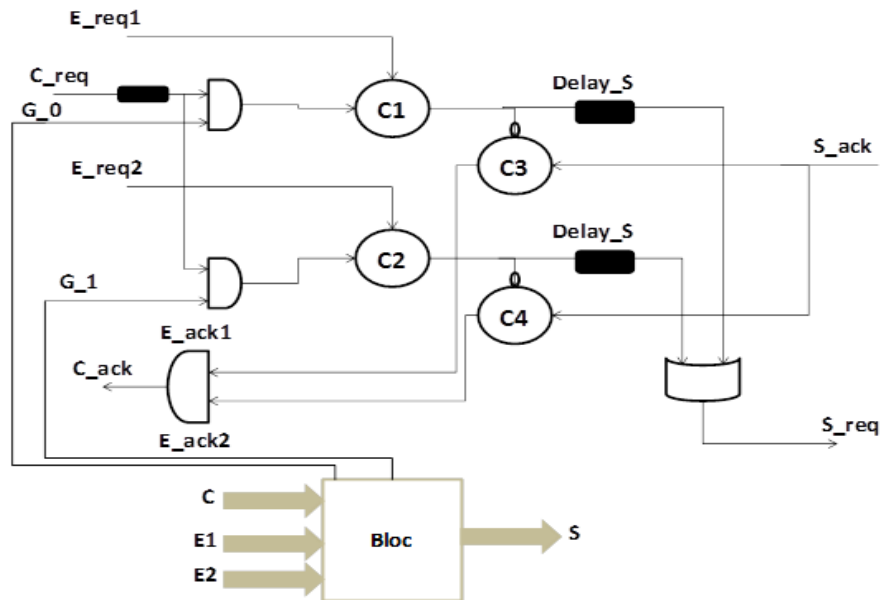 E_req1
C_req
Delay_S
G_0
C1
E_req2
C3
S_ack
Delay_S
C2
G_1
C4
E_ack1
C_ack
E_ack2
S_req
C
E1
Bloc
S
E2